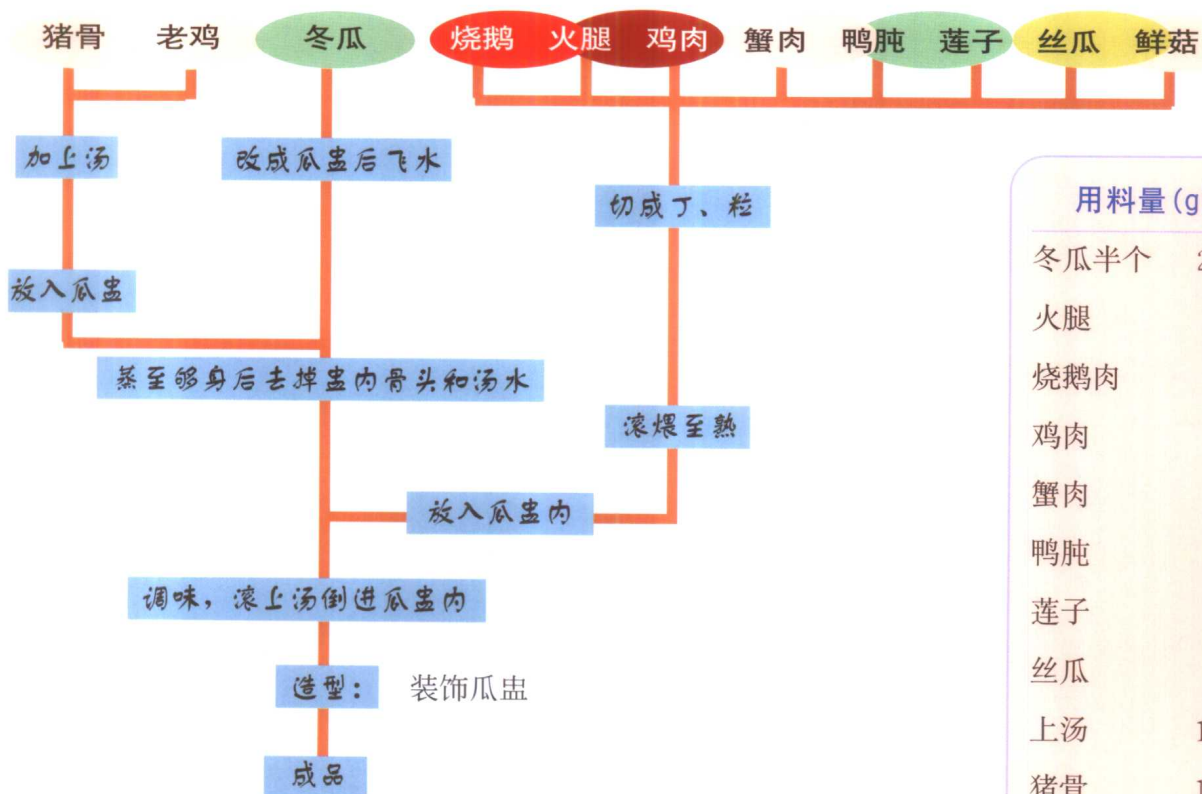 猪骨 老鸡 冬瓜 烧鹅 火腿 鸡肉 蟹肉 鸭肫 莲子 丝瓜 鲜菇
加上汤
改成瓜盅后飞水
切成丁、粒
放入瓜盅
蒸至够身后去掉盅内骨头和汤水
滚煨至熟
放入瓜盅内
调味，滚上汤倒进瓜盅内
造型： 装饰瓜盅
成品
用料量(g
冬瓜半个
火腿
烧鹅肉
鸡肉
蟹肉
鸭肫
莲子
丝瓜
上汤 1
猪骨 1